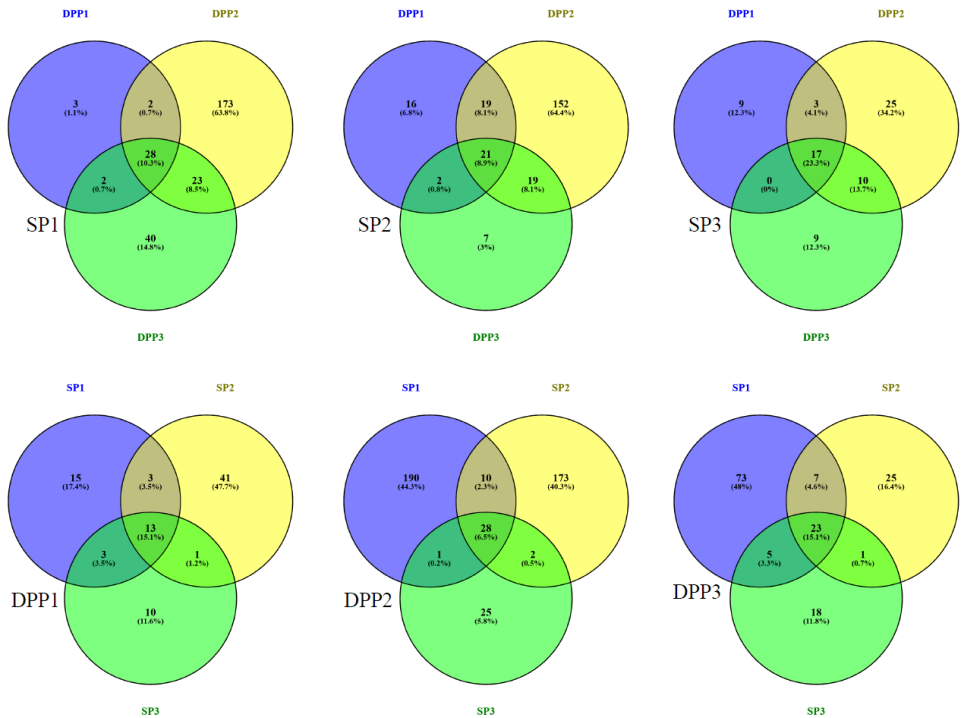 DPP1 DPP2 DPP1 DPP2 DPP1 DPP2
3 2 173 16 19 152 9 3 25
(1.1%) (0.7%) (63.8%) (6.8%) (8.1%) (64.4%) (12.3%) (4.1%) (34.2%)
28 21 17
(10.3%) (8.9%) (23.3%)
2 23 2 19 0 10
(0.7%) (8.5%) (0.8%) (8.1%) (0%) (13.7%)
SP1 SP2 SP3
40 7 9
(14.8%) (3%) (12.3%)
DPP3 DPP3 DPP3
SP1 SP2 SP1 SP2 SP1 SP2
15 3 41 190 10 173 73 7 25
(17.4%) (3.5%) (47.7%) (44.3%) (2.3%) (40.3%) (48%) (4.6%) (16.4%)
13 28 23
(15.1%) (6.5%) (15.1%)
3 1 1 2 5 1
(3.5%) (1.2%) (0.2%) (0.5%) (3.3%) (0.7%)
DPP1 DPP2 DPP3
10 25 18
(11.6%) (5.8%) (11.8%)
SP3 SP3 SP3